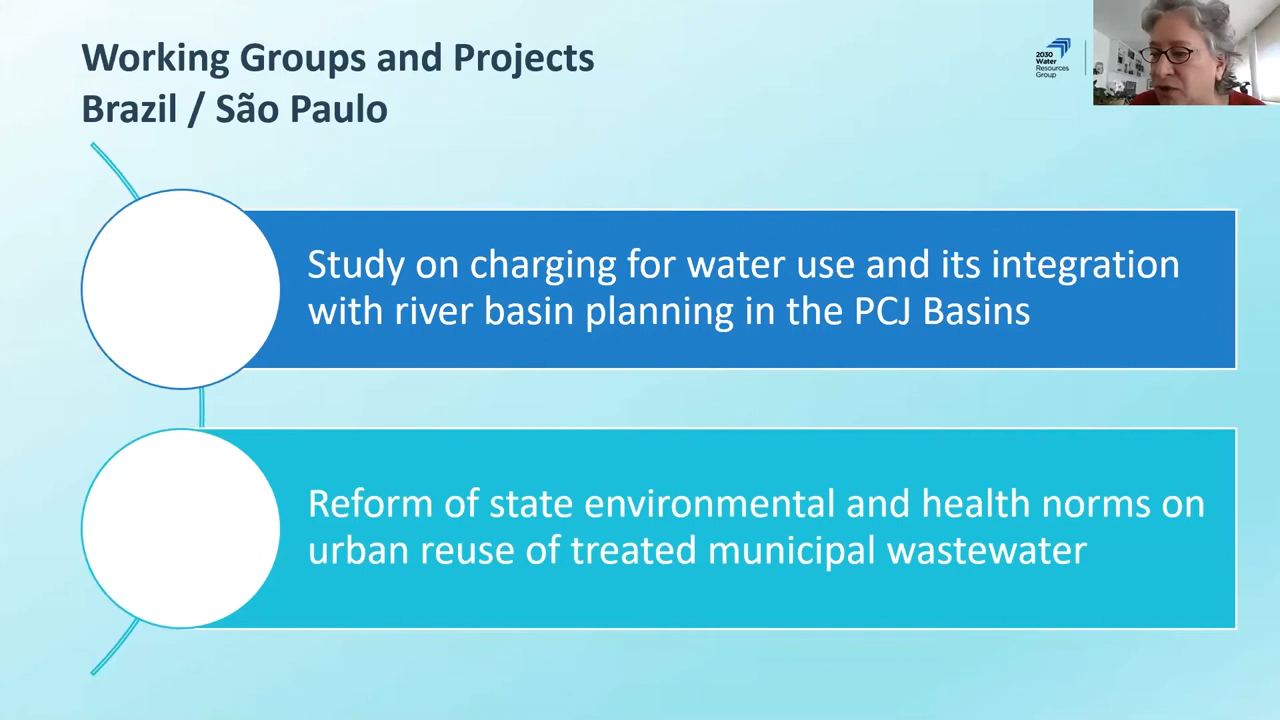 Working Groups and Projects
Brazil / São Paulo
2030
Water
Resources
Group
Study on charging for water use and its integration
with river basin planning in the PCJ Basins
Reform of state environmental and health norms on
urban reuse of treated municipal wastewater